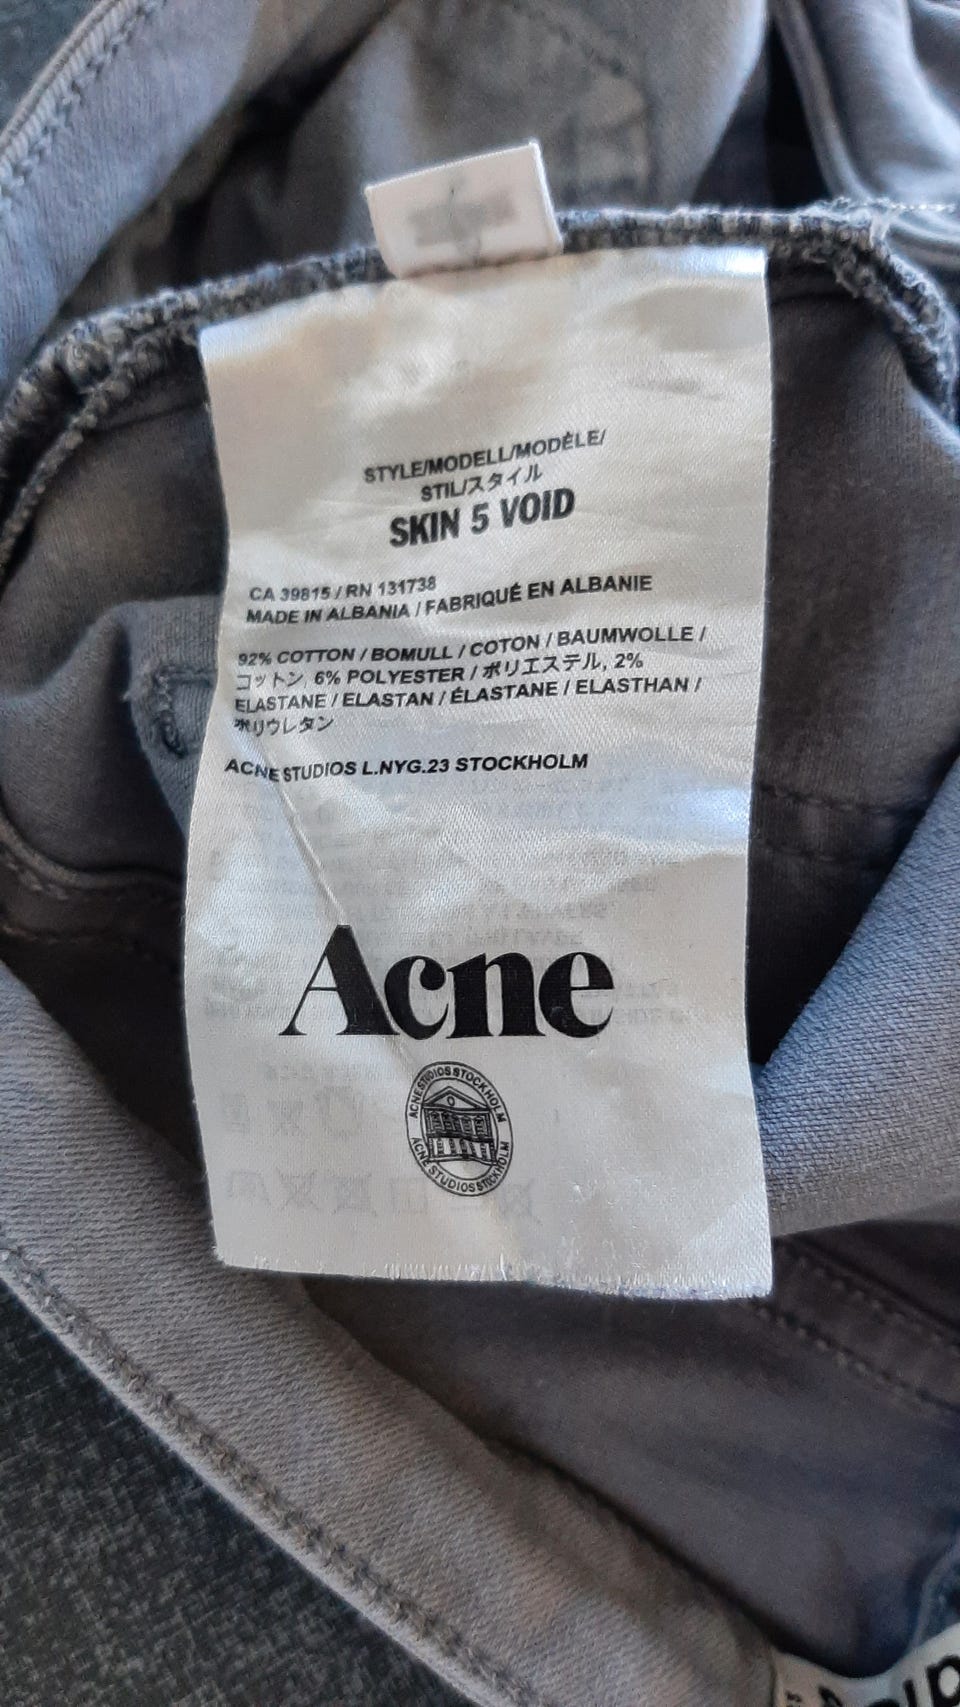 STYLE/MODELL/MODÈLE/
STIL/スタイル
SKIN 5 VOID
CA 39815 / RN 131738
MADE IN ALBANIA / FABRIQUÉ EN ALBANIE
92% COTTON / BOMULL / COTON / BAUMWOLLE /
コットン, 6% POLYESTER / ポリエステル, 2%
ELASTANE / ELASTAN / ÉLASTANE / ELASTHAN /
ポリウレタン
ACNE STUDIOS L.NYG.23 STOCKHOLM
Acne
ACNE STUDIOS STOCKHOLM
ACNE STUDIOS STOCKHOLM